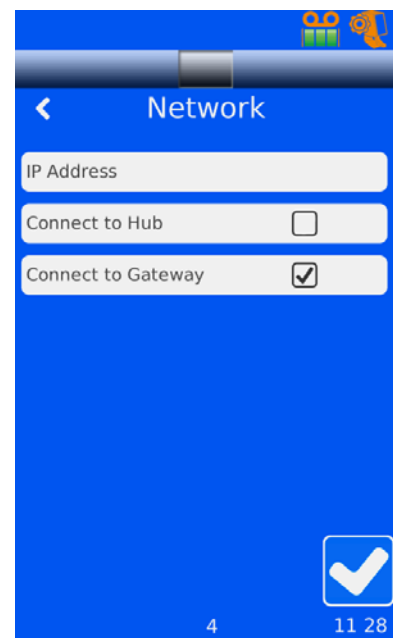 Network
IP Address
Connect to Hub
Connect to Gateway
4 11 28